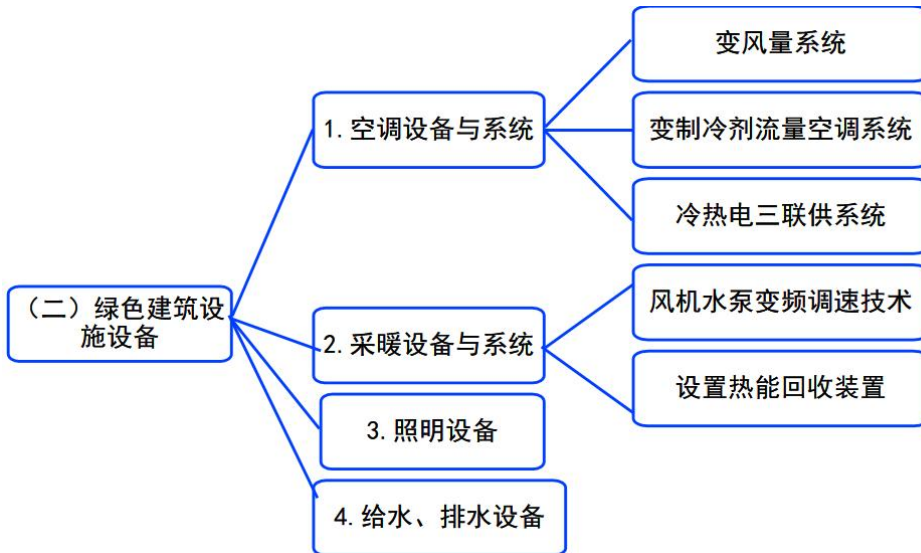 变风量系统
1.空调设备与系统
变制冷剂流量空调系统
冷热电三联供系统
（二）绿色建筑设
施设备
风机水泵变频调速技术
2.采暖设备与系统
设置热能回收装置
3.照明设备
4.给水、排水设备